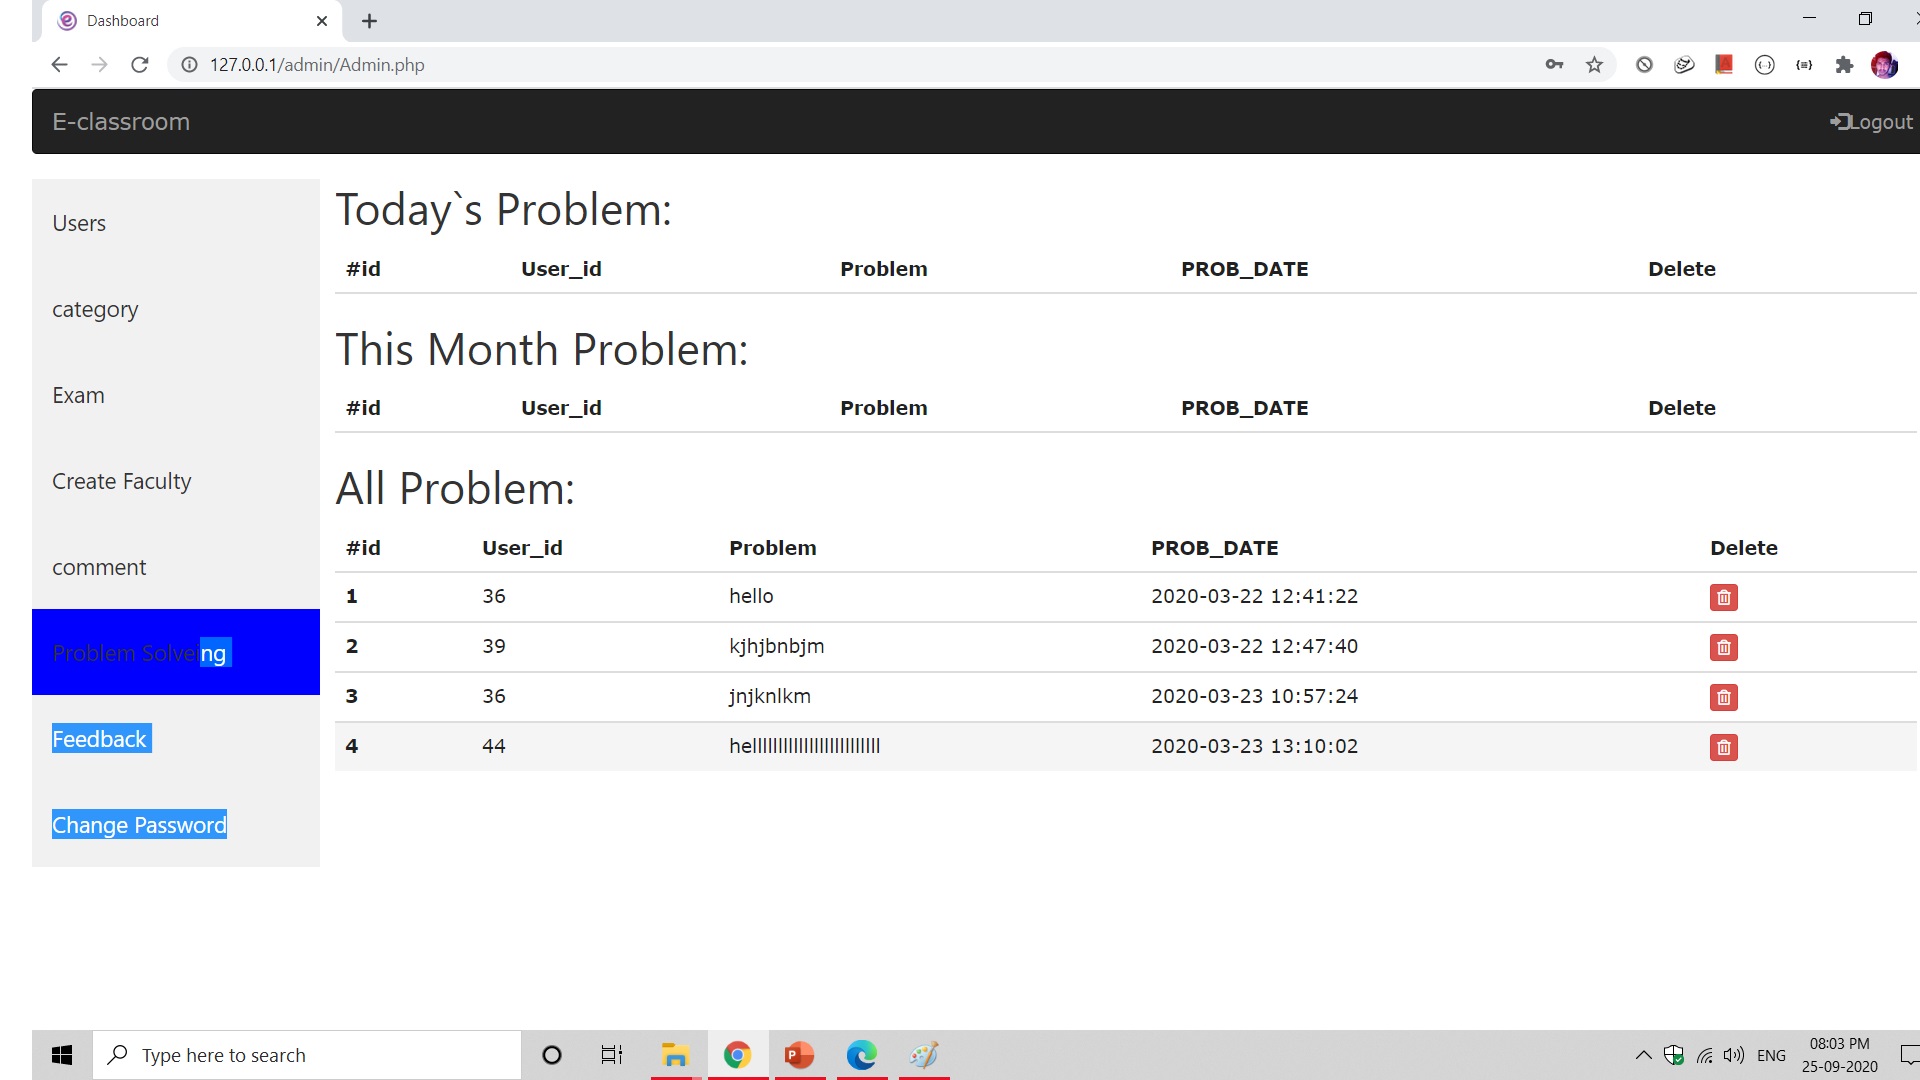 Dashboard
127.0.0.1/admin/Admin.php
E-classroom
Logout
Users
category
Exam
Create Faculty
comment
Problem Solveing
Feedback
Change Password
Today`s Problem:
#id User_id Problem PROB_DATE Delete
This Month Problem:
#id User_id Problem PROB_DATE Delete
All Problem:
#id User_id Problem PROB_DATE Delete
1 36 hello 2020-03-22 12:41:22
2 39 kjhjbnbjm 2020-03-22 12:47:40
3 36 jnjknlkm 2020-03-23 10:57:24
4 44 2020-03-23 13:10:02
Type here to search
ENG
08:03 PM
25-09-2020